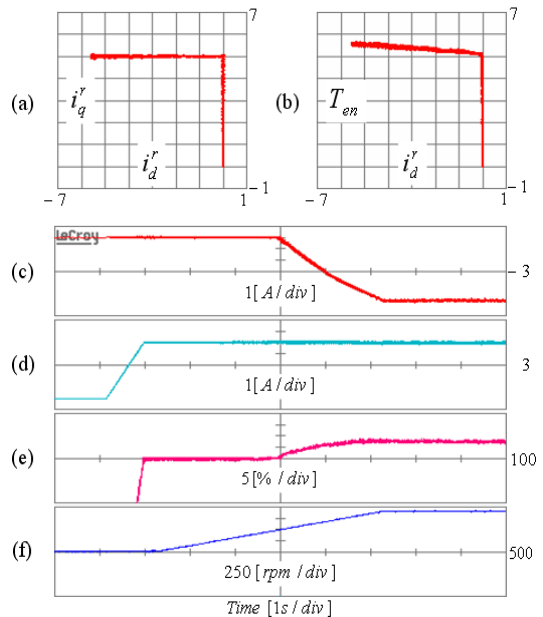 7
7
(a)
i_q^r
i_d^r
(b)
T_en
i_d^r
-7
1
-1
-7
1
-1
LeCroy
(c)
-3
1[A/div]
(d)
3
1[A/div]
(e)
100
5[%/div]
(f)
500
250[rpm/div]
Time [1s/div]